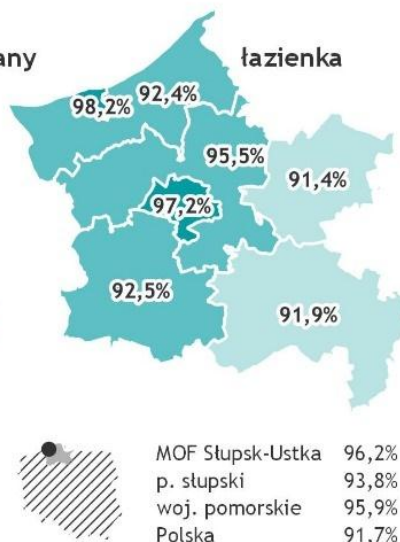 any
łazienka
98,2%
92,4%
95,5%
91,4%
97,2%
92,5%
91,9%
MOF Słupsk-Ustka 96,2%
p. słupski 93,8%
woj. pomorskie 95,9%
Polska 91,7%